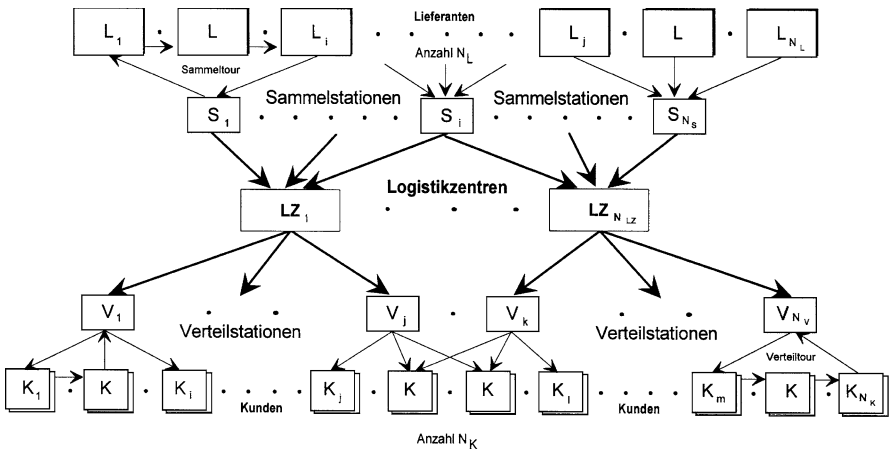 L1 L Li Lieferanten Lj L LNL
Anzahl NL
Sammeltour
Sammelstationen Sammelstationen
S1 Si SNs
Logistikzentren
LZ1 LZNLZ
V1 Vj Vk VNv
Verteilstationen Verteilstationen
Verteiltour
K1 K Ki Kj K K Kl Km K KNK
Kunden Kunden
Anzahl NK